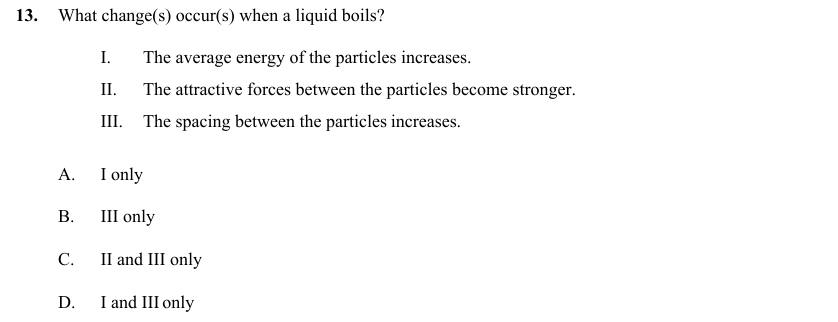 13. What change(s) occur(s) when a liquid boils?
I. The average energy of the particles increases.
II. The attractive forces between the particles become stronger.
III. The spacing between the particles increases.
A. I only
B. III only
C. II and III only
D. I and III only